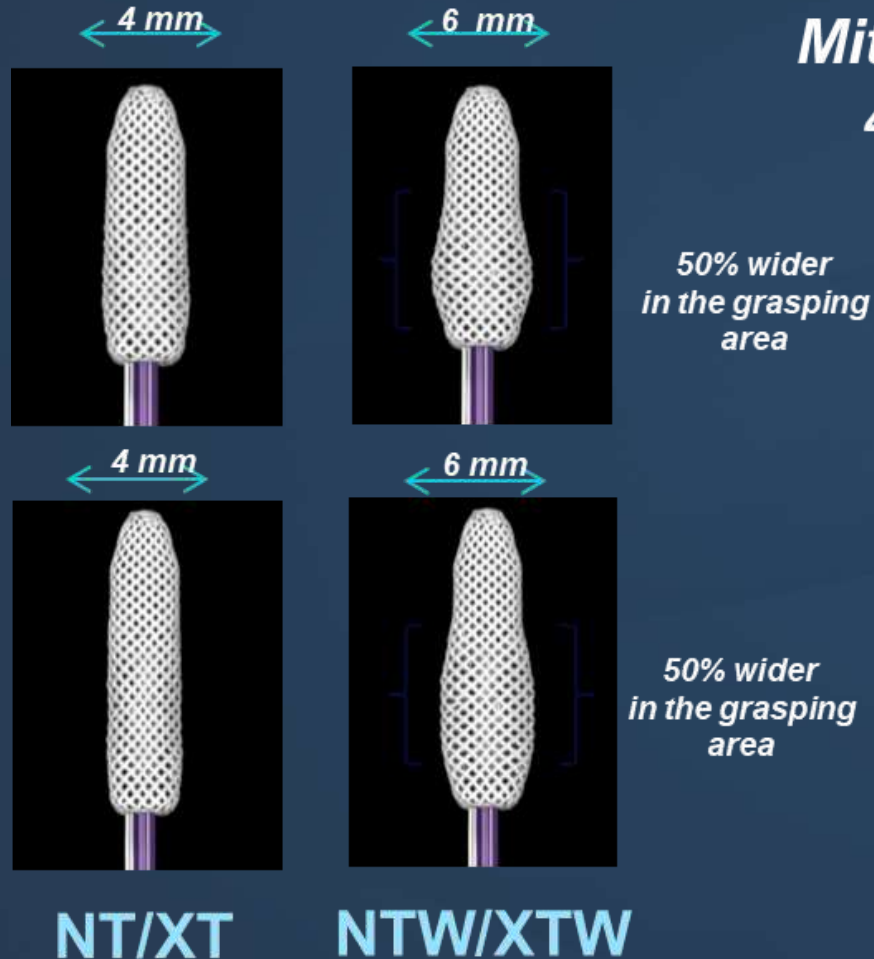 4 mm
6 mm
Mit
4
50% wider
in the grasping
area
4 mm
6 mm
50% wider
in the grasping
area
NT/XT
NTW/XTW